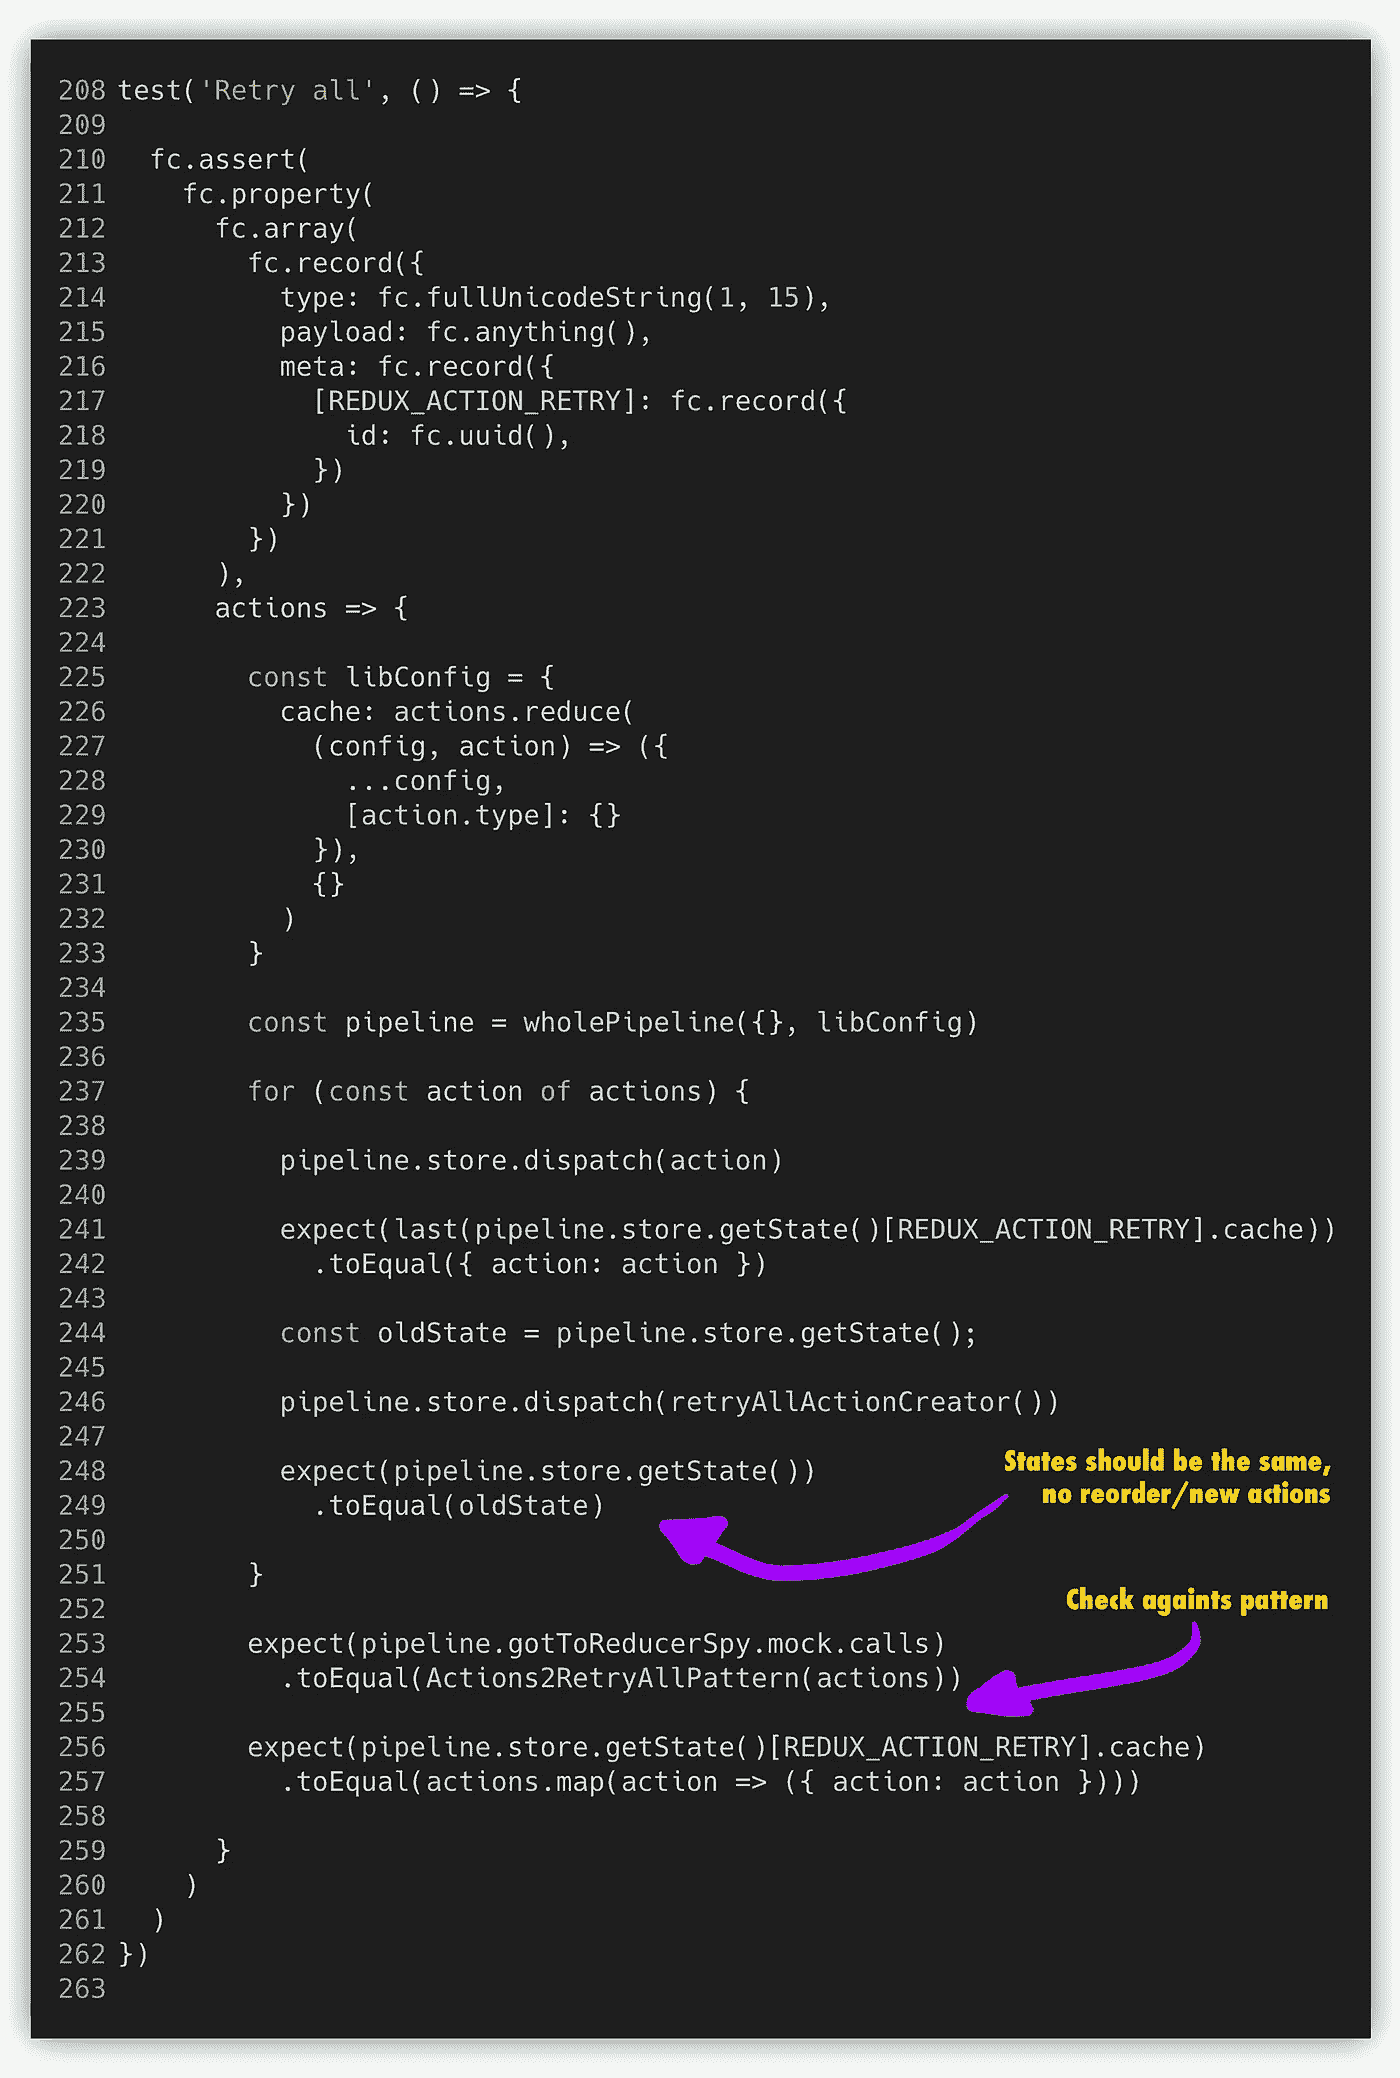 208 test('Retry all', () => {
209
210   fc.assert(
211     fc.property(
212       fc.array(
213         fc.record({
214           type: fc.fullUnicodeString(1, 15),
215           payload: fc.anything(),
216           meta: fc.record({
217             [REDUX_ACTION_RETRY]: fc.record({
218               id: fc.uuid(),
219             })
220           })
221         })
222       ),
223       actions => {
224
225         const libConfig = {
226           cache: actions.reduce(
227             (config, action) => ({
228               ...config,
229               [action.type]: {}
230             }),
231             {}
232           )
233         }
234
235         const pipeline = wholePipeline({}, libConfig)
236
237         for (const action of actions) {
238
239           pipeline.store.dispatch(action)
240
241           expect(last(pipeline.store.getState()[REDUX_ACTION_RETRY].cache))
242             .toEqual({ action: action })
243
244           const oldState = pipeline.store.getState();
245
246           pipeline.store.dispatch(retryAllActionCreator())
247
248           expect(pipeline.store.getState())
249             .toEqual(oldState)
States should be the same,
no reorder/new actions
250
251         }
252
Check againts pattern
253         expect(pipeline.gotToReducerSpy.mock.calls)
254           .toEqual(Actions2RetryAllPattern(actions))
255
256         expect(pipeline.store.getState()[REDUX_ACTION_RETRY].cache)
257           .toEqual(actions.map(action => ({ action: action })))
258
259       }
260     )
261   )
262 })
263